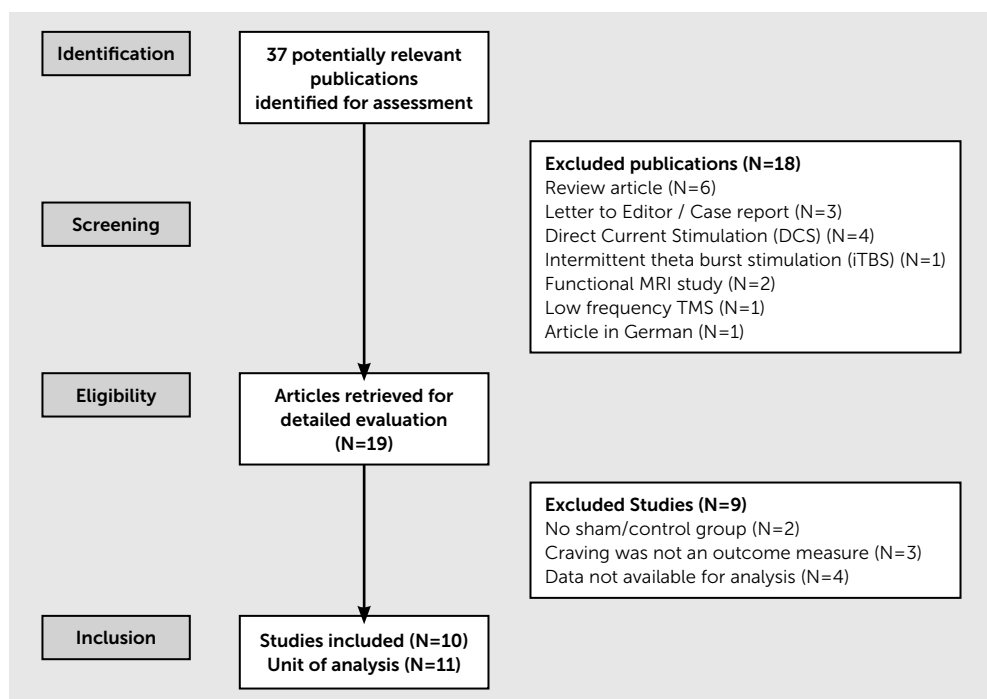 Identification
37 potentially relevant
publications
identified for assessment
Screening
Excluded publications (N=18)
Review article (N=6)
Letter to Editor / Case report (N=3)
Direct Current Stimulation (DCS) (N=4)
Intermittent theta burst stimulation (iTBS) (N=1)
Functional MRI study (N=2)
Low frequency TMS (N=1)
Article in German (N=1)
Eligibility
Articles retrieved for
detailed evaluation
(N=19)
Excluded Studies (N=9)
No sham/control group (N=2)
Craving was not an outcome measure (N=3)
Data not available for analysis (N=4)
Inclusion
Studies included (N=10)
Unit of analysis (N=11)